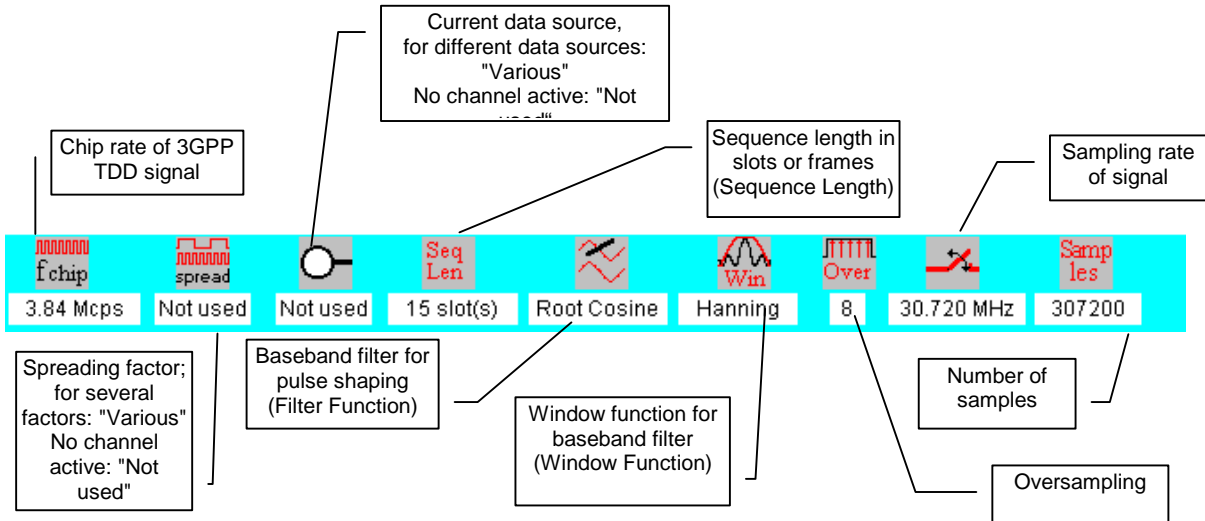 Current data source,
for different data sources:
"Various"
No channel active: "Not
Chip rate of 3GPP
TDD signal
Sequence length in
slots or frames
(Sequence Length)
Sampling rate
of signal
f chip
spread
Seq
Len
Win
Over
Samp
les
3.84 Mcps
Not used
Not used
15 slot(s)
Root Cosine
Hanning
8
30.720 MHz
307200
Spreading factor;
for several
factors: "Various"
No channel
active: "Not
used"
Baseband filter for
pulse shaping
(Filter Function)
Window function for
baseband filter
(Window Function)
Number of
samples
Oversampling